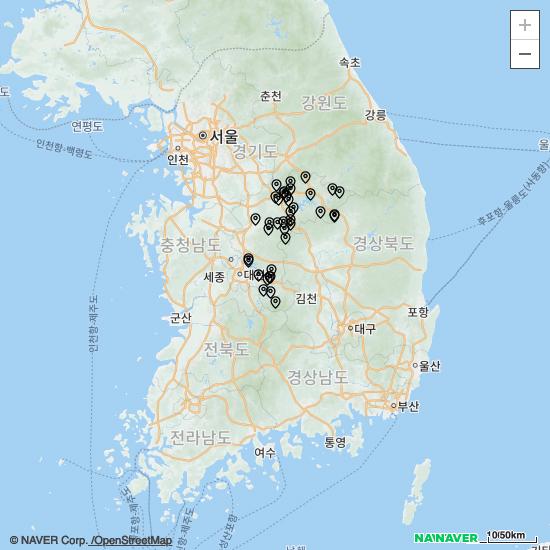 속초
춘천
강원도
강릉
연평도
서울
인천항-백령도
인천
경기도
울
후포항-울릉도(사동항)
충청남도
경상북도
세종
대
김천
인천항-제주도
군산
포항
대구
전북도
울산
경상남도
부산
전라남도
여수
통영
© NAVER Corp. /OpenStreetMap
NAVER
10/50km